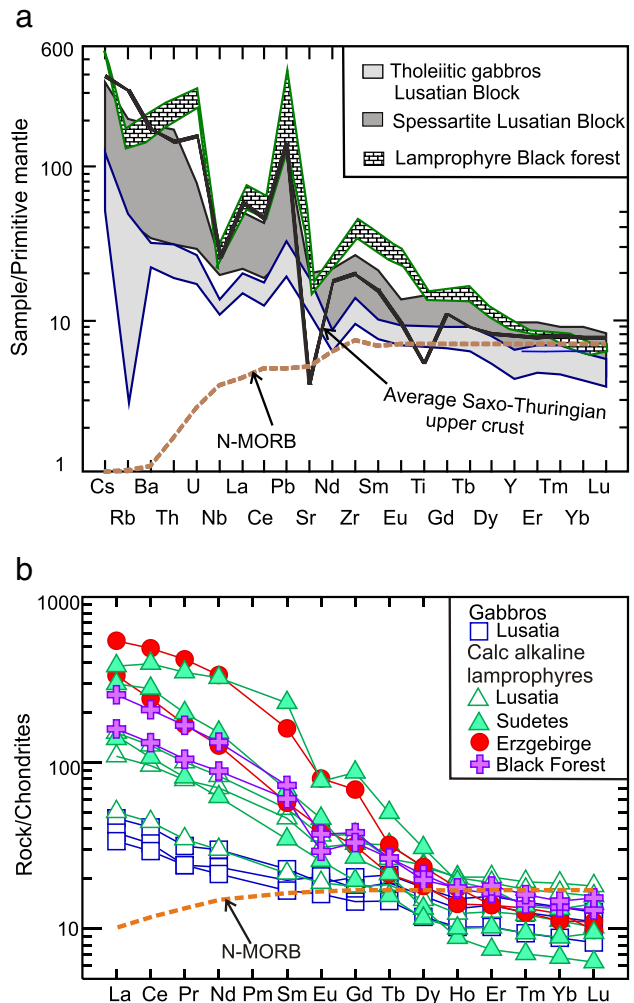 a
600
100
10
1
Sample/Primitive mantle
Tholeiitic gabbros
Lusatian Block
Spessartite Lusatian Block
Lamprophyre Black forest
N-MORB
Average Saxo-Thuringian
upper crust
Cs Ba U La Pb Nd Sm Ti Tb Y Tm Lu
Rb Th Nb Ce Sr Zr Eu Gd Dy Er Yb
b
1000
100
10
Rock/Chondrites
Gabbros
Lusatia
Calc alkaline
lamprophyres
Lusatia
Sudetes
Erzgebirge
Black Forest
N-MORB
La Ce Pr Nd Pm Sm Eu Gd Tb Dy Ho Er Tm Yb Lu